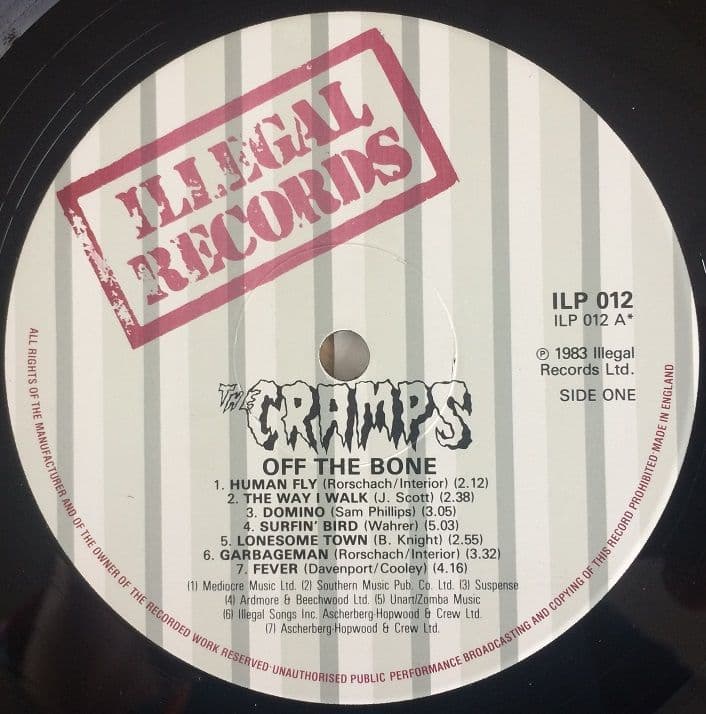 ILLEGAL
RECORDS
ILP 012
ILP 012 A*
℗ 1983 Illegal
Records Ltd.
SIDE ONE
THE CRAMPS
OFF THE BONE
1. HUMAN FLY (Rorschach/Interior) (2.12)
2. THE WAY I WALK (J. Scott) (2.38)
3. DOMINO (Sam Phillips) (3.05)
4. SURFIN' BIRD (Wahrer) (5.03)
5. LONESOME TOWN (B. Knight) (2.55)
6. GARBAGEMAN (Rorschach/Interior) (3.32)
7. FEVER (Davenport/Cooley) (4.16)
(1) Mediocre Music Ltd. (2) Southern Music Pub. Co. Ltd. (3) Suspense
(4) Ardmore & Beechwood Ltd. (5) Unart/Zomba Music
(6) Illegal Songs Inc. Ascherberg-Hopwood & Crew Ltd.
(7) Ascherberg-Hopwood & Crew Ltd.
ALL RIGHTS OF THE MANUFACTURER AND OF THE OWNER OF THE RECORDED WORK RESERVED·UNAUTHORISED PUBLIC PERFORMANCE BROADCASTING AND COPYING OF THIS RECORD PROHIBITED·MADE IN ENGLAND